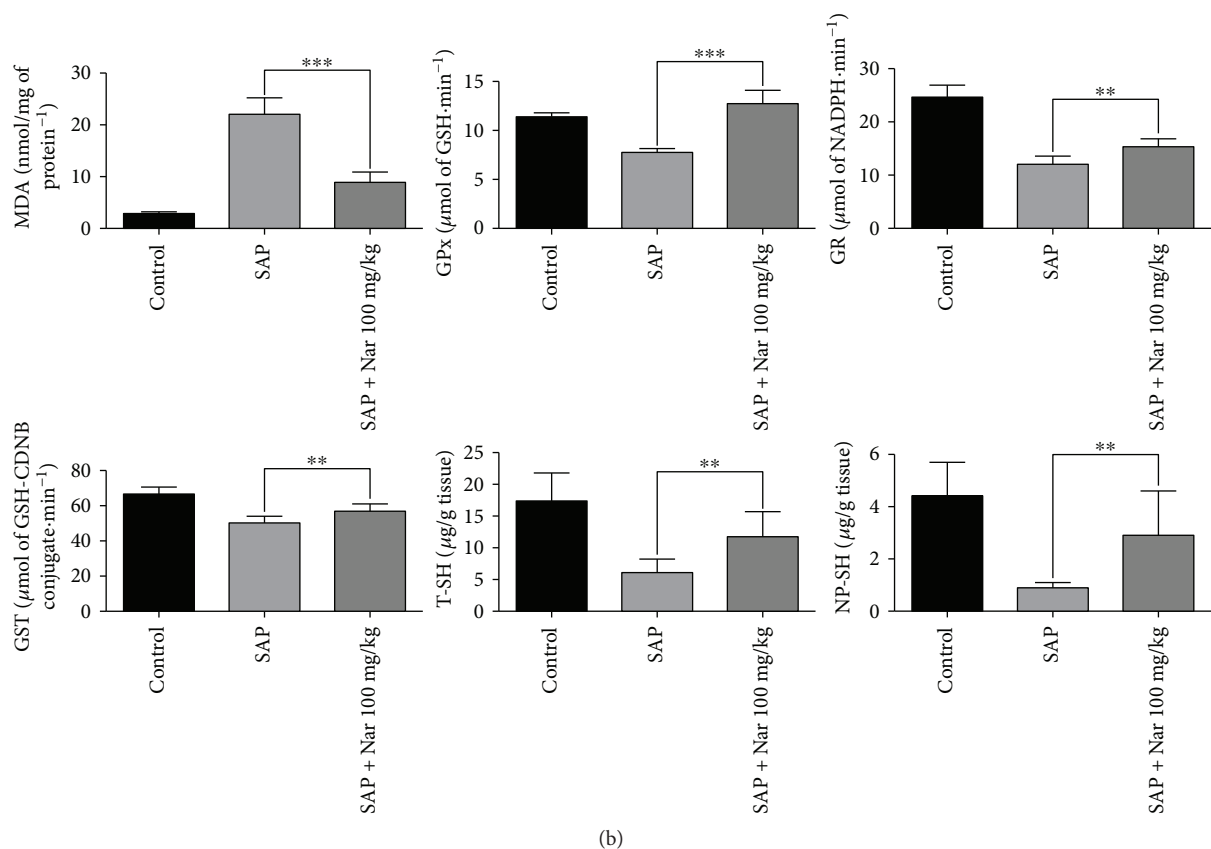 MDA (nmol/mg of
protein⁻¹)
30
20
10
0
***
Control
SAP
SAP + Nar 100 mg/kg
GPx (μmol of GSH·min⁻¹)
15
10
5
0
***
Control
SAP
SAP + Nar 100 mg/kg
GR (μmol of NADPH·min⁻¹)
30
20
10
0
**
Control
SAP
SAP + Nar 100 mg/kg
GST (μmol of GSH-CDNB
conjugate·min⁻¹)
80
60
40
20
0
**
Control
SAP
SAP + Nar 100 mg/kg
T-SH (μg/g tissue)
25
20
15
10
5
0
**
Control
SAP
SAP + Nar 100 mg/kg
NP-SH (μg/g tissue)
6
4
2
0
**
Control
SAP
SAP + Nar 100 mg/kg
(b)